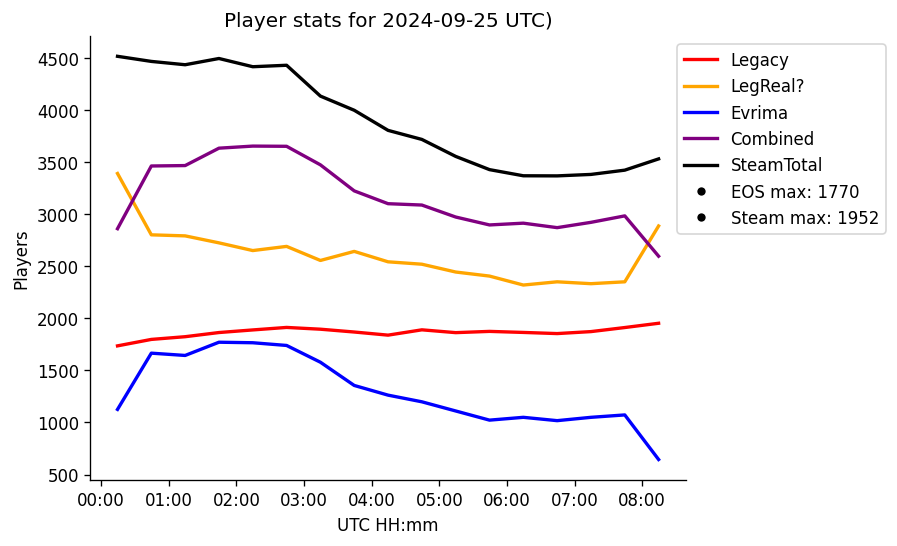 Player stats for 2024-09-25 UTC)
Players
4500
4000
3500
3000
2500
2000
1500
1000
500
00:00 01:00 02:00 03:00 04:00 05:00 06:00 07:00 08:00
UTC HH:mm
Legacy
LegReal?
Evrima
Combined
SteamTotal
EOS max: 1770
Steam max: 1952